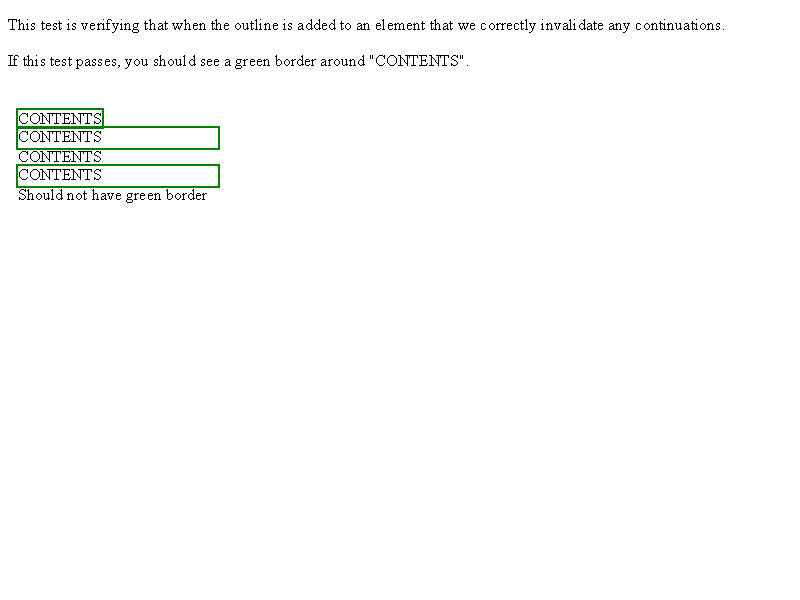 This test is verifying that when the outline is added to an element that we correctly invalidate any continuations.
If this test passes, you should see a green border around "CONTENTS".
CONTENTS
CONTENTS
CONTENTS
CONTENTS
Should not have green border